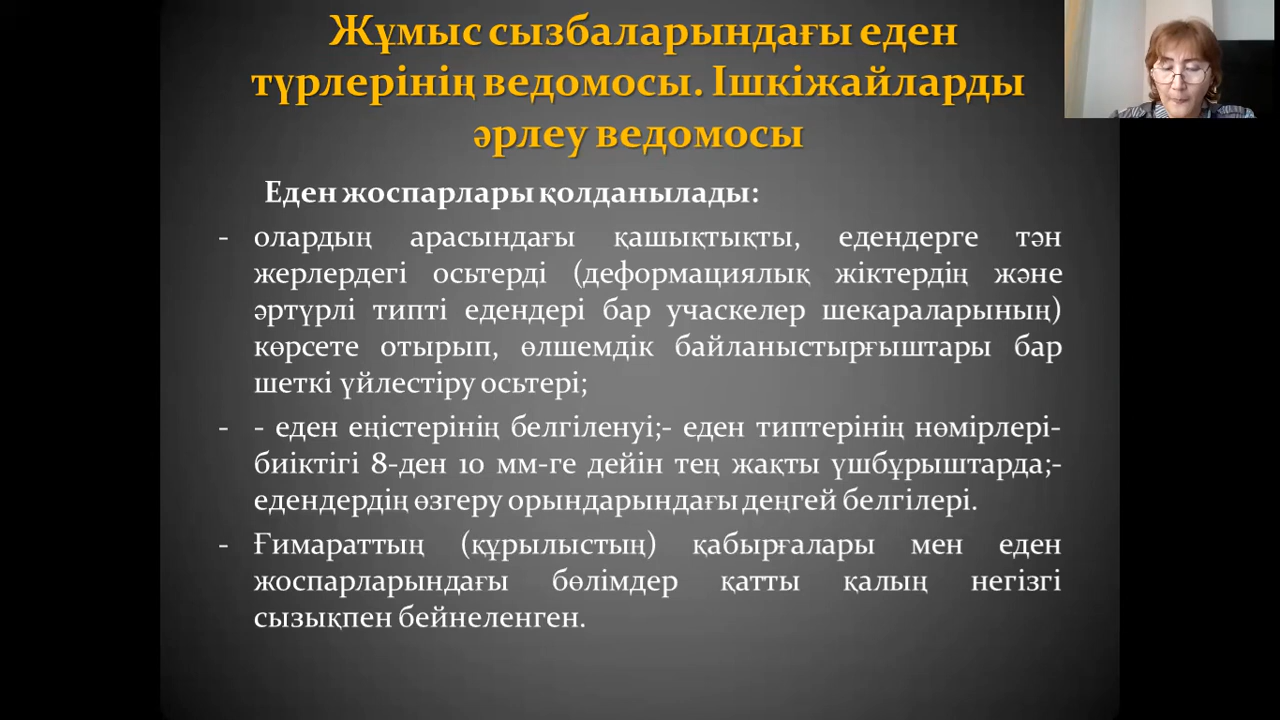 Жұмыс сызбаларындағы еден
түрлерінің ведомосы. Ішкіжайларды
әрлеу ведомосы
Еден жоспарлары қолданылады:
- олардың арасындағы қашықтықты, едендерге тән
жерлердегі осьтерді (деформациялық жіктердің және
әртүрлі типті едендері бар учаскелер шекараларының)
көрсете отырып, өлшемдік байланыстырғыштары бар
шеткі үйлестіру осьтері;
- - еден еңістерінің белгіленуі;- еден типтерінің нөмірлері-
биіктігі 8-ден 10 мм-ге дейін тең жақты үшбұрыштарда;-
едендердің өзгеру орындарындағы деңгей белгілері.
- Ғимараттың (құрылыстың) қабырғалары мен еден
жоспарларындағы бөлімдер қатты қалың негізгі
сызықпен бейнеленген.